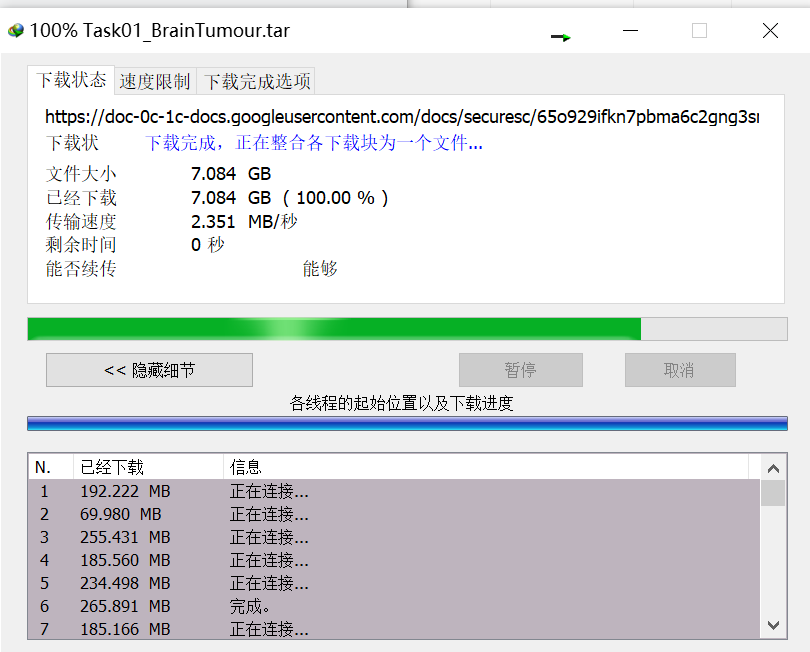 100% Task01_BrainTumour.tar
下载状态 速度限制 下载完成选项
https://doc-0c-1c-docs.googleusercontent.com/docs/securesc/65o929ifkn7pbma6c2gng3sr
下载状 下载完成，正在整合各下载块为一个文件...
文件大小 7.084 GB
已经下载 7.084 GB ( 100.00 % )
传输速度 2.351 MB/秒
剩余时间 0 秒
能否续传 能够
<< 隐藏细节 暂停 取消
各线程的起始位置以及下载进度
N. 已经下载 信息
1 192.222 MB 正在连接...
2 69.980 MB 正在连接...
3 255.431 MB 正在连接...
4 185.560 MB 正在连接...
5 234.498 MB 正在连接...
6 265.891 MB 完成。
7 185.166 MB 正在连接...